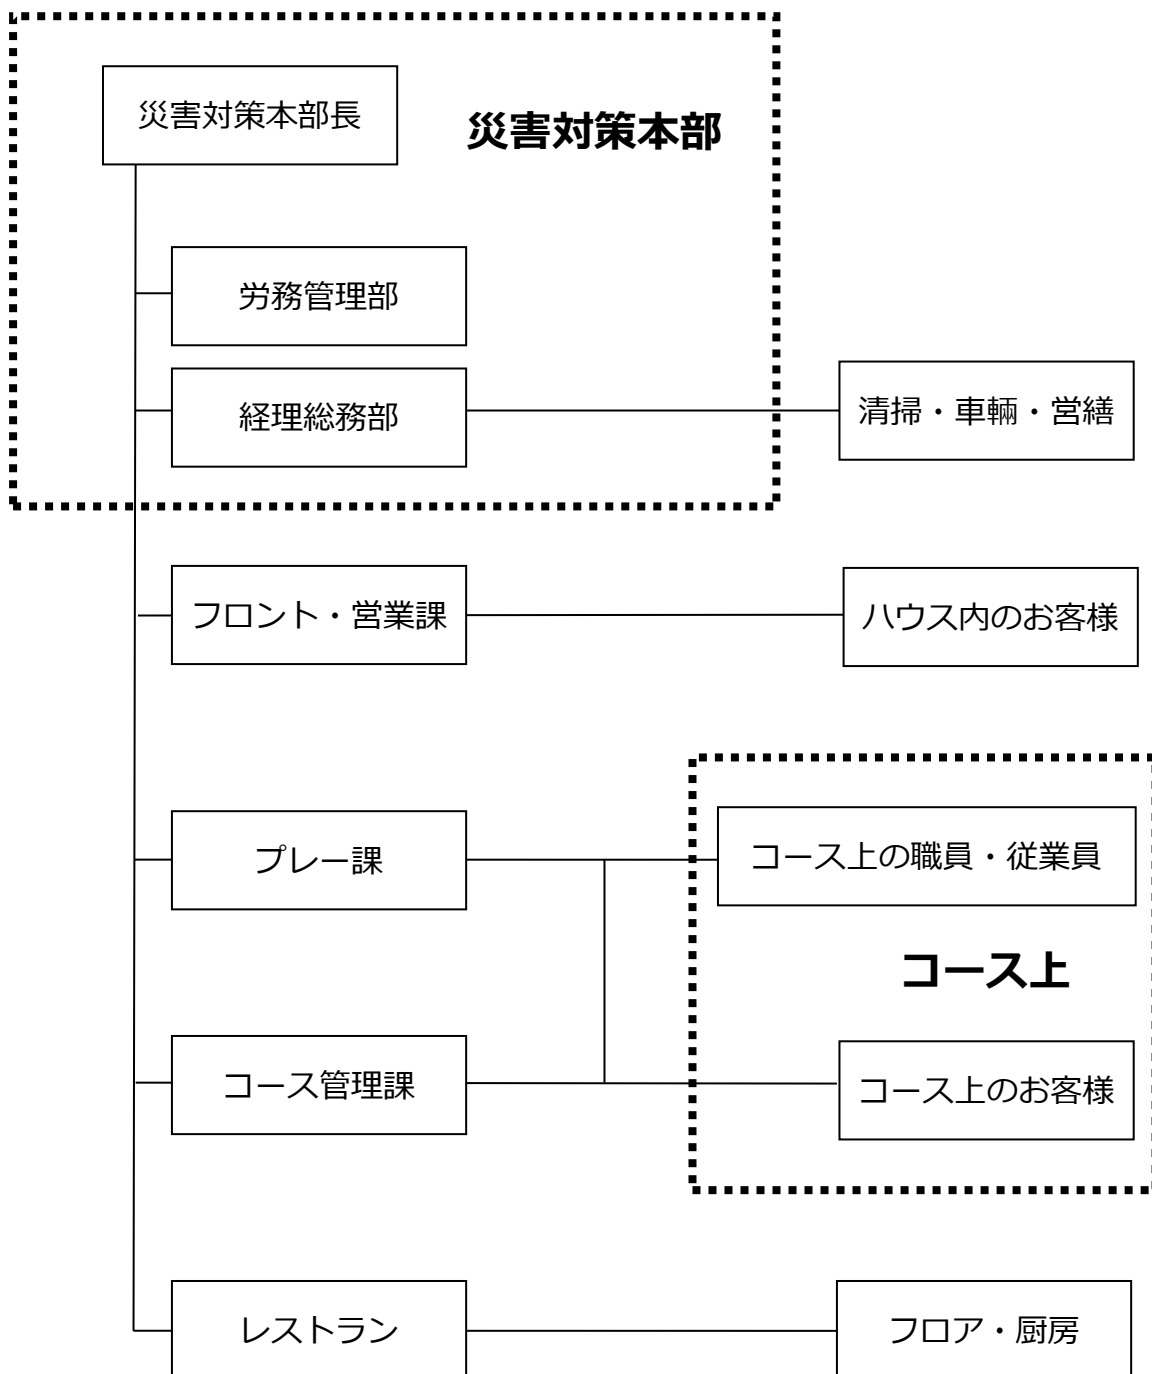 災害対策本部長
災害対策本部
労務管理部
経理総務部
清掃・車輛・営繕
フロント・営業課
ハウス内のお客様
プレー課
コース上の職員・従業員
コース上
コース管理課
コース上のお客様
レストラン
フロア・厨房